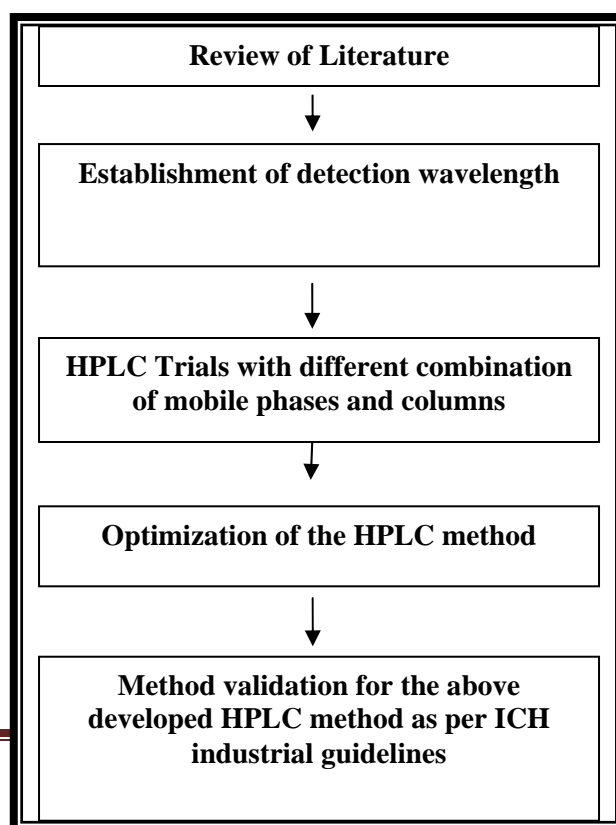 Review of Literature
Establishment of detection wavelength
HPLC Trials with different combination
of mobile phases and columns
Optimization of the HPLC method
Method validation for the above
developed HPLC method as per ICH
industrial guidelines